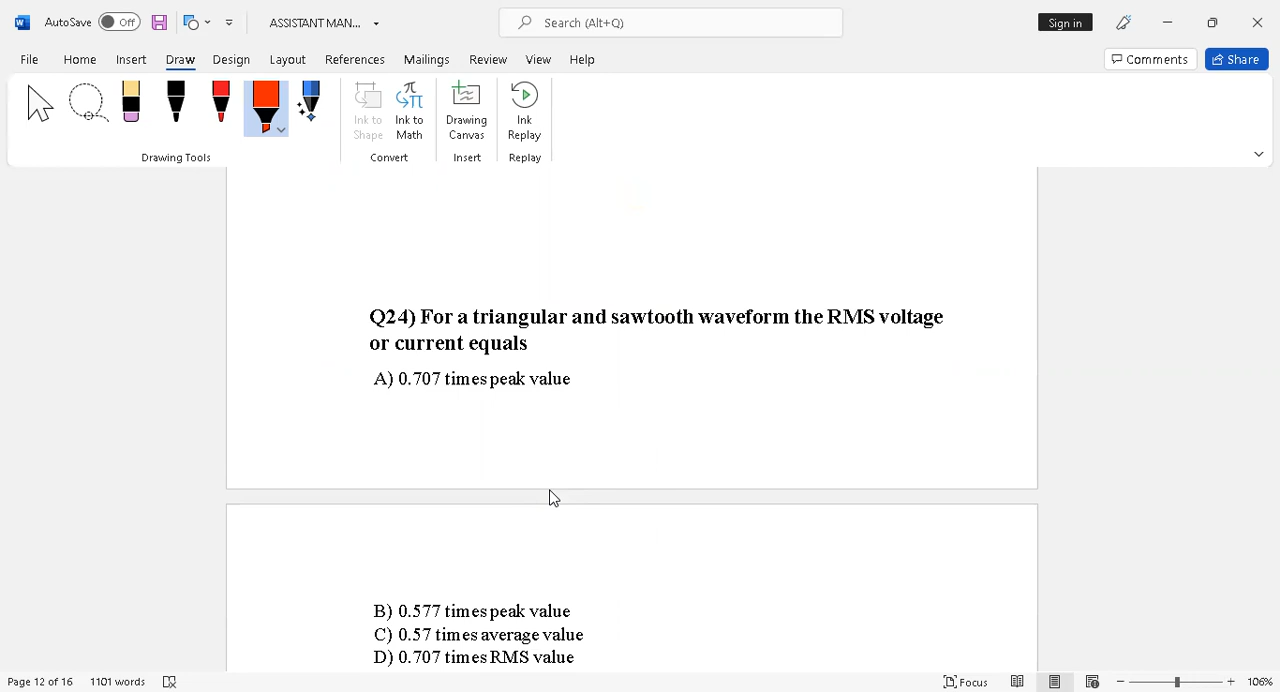 AutoSave Off ASSISTANT MAN... Search (Alt+Q) Sign in
File Home Insert Draw Design Layout References Mailings Review View Help Comments Share
Ink to Shape
Ink to Math
Drawing Canvas
Ink Replay
Drawing Tools Convert Insert Replay
Q24) For a triangular and sawtooth waveform the RMS voltage
or current equals
A) 0.707 times peak value
B) 0.577 times peak value
C) 0.57 times average value
D) 0.707 times RMS value
Page 12 of 16 1101 words Focus 106%